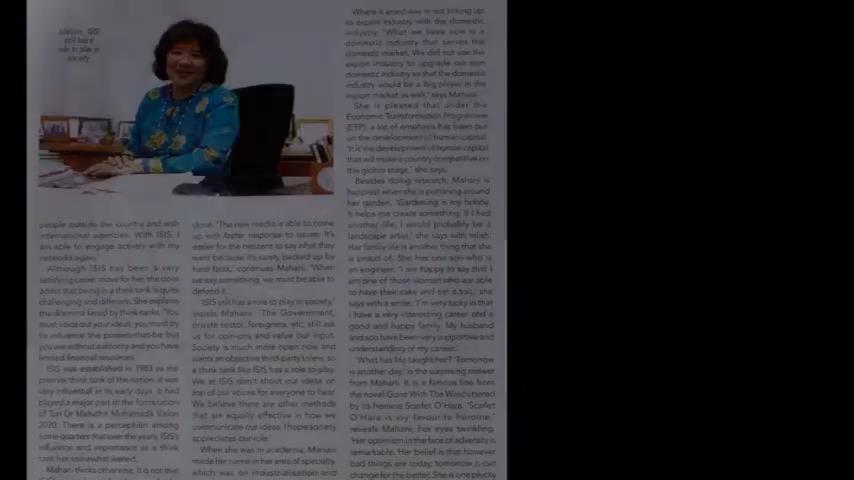 Mahani: 'ISIS
still has a
role to play in
society'
people outside the country and with
international agencies. With ISIS, I
am able to engage actively with my
networks again.'
Although ISIS has been a very
satisfying career move for her, she does
admit that being in a think tank is quite
challenging and different. She explains
the dilemma faced by think tanks. 'You
must voice out your ideas, you must try
to influence the powers-that-be but
you are without authority and you have
limited financial resources.
ISIS was established in 1983 as the
premier think tank of the nation. It was
very influential in its early days. It had
played a major part in the formulation
of Tun Dr Mahathir Mohamad's Vision
2020. There is a perception among
some quarters that over the years, ISIS's
influence and importance as a think
tank has somewhat waned.
Mahani thinks otherwise. It is not that
done. 'The new media is able to come
up with faster response to issues. It's
easier for the netizens to say what they
want because it's rarely backed up by
hard facts,' continues Mahani. 'When
we say something, we must be able to
defend it.
'ISIS still has a role to play in society,'
insists Mahani. 'The Government,
private sector, foreigners, etc, still ask
us for opinions and value our input.
Society is much more open now and
wants an objective third-party's view, so
a think tank like ISIS has a role to play.
We at ISIS don't shout our ideas on
top of our voices for everyone to hear.
We believe there are other methods
that are equally effective in how we
communicate our ideas. I hope society
appreciates our role.'
When she was in academia, Mahani
made her name in her area of specialty
which was on industrialisation and
Where it erred was in not linking up
its export industry with the domestic
industry. 'What we have now is a
domestic industry that serves the
domestic market. We did not use the
export industry to upgrade our own
domestic industry so that the domestic
industry would be a big player in the
export market as well,' says Mahani.
She is pleased that under the
Economic Transformation Programme
(ETP), a lot of emphasis has been put
on the development of human capital.
'It is the development of human capital
that will make a country competitive on
the global stage,' she says.
Besides doing research, Mahani is
happiest when she is pottering around
her garden. 'Gardening is my hobby.
It helps me create something. If I had
another life, I would probably be a
landscape artist,' she says with relish.
Her family life is another thing that she
is proud of. She has one son who is
an engineer. 'I am happy to say that I
am one of those women who are able
to have their cake and eat it too,' she
says with a smile. 'I'm very lucky in that
I have a very interesting career and a
good and happy family. My husband
and son have been very supportive and
understanding of my career.'
What has life taught her? 'Tomorrow
is another day,' is the surprising answer
from Mahani. It is a famous line from
the novel Gone With The Wind uttered
by its heroine Scarlet O'Hara. 'Scarlet
O'Hara is my favourite heroine,'
reveals Mahani, her eyes twinkling.
'Her optimism in the face of adversity is
remarkable. Her belief is that however
bad things are today, tomorrow it can
change for the better. She is one plucky